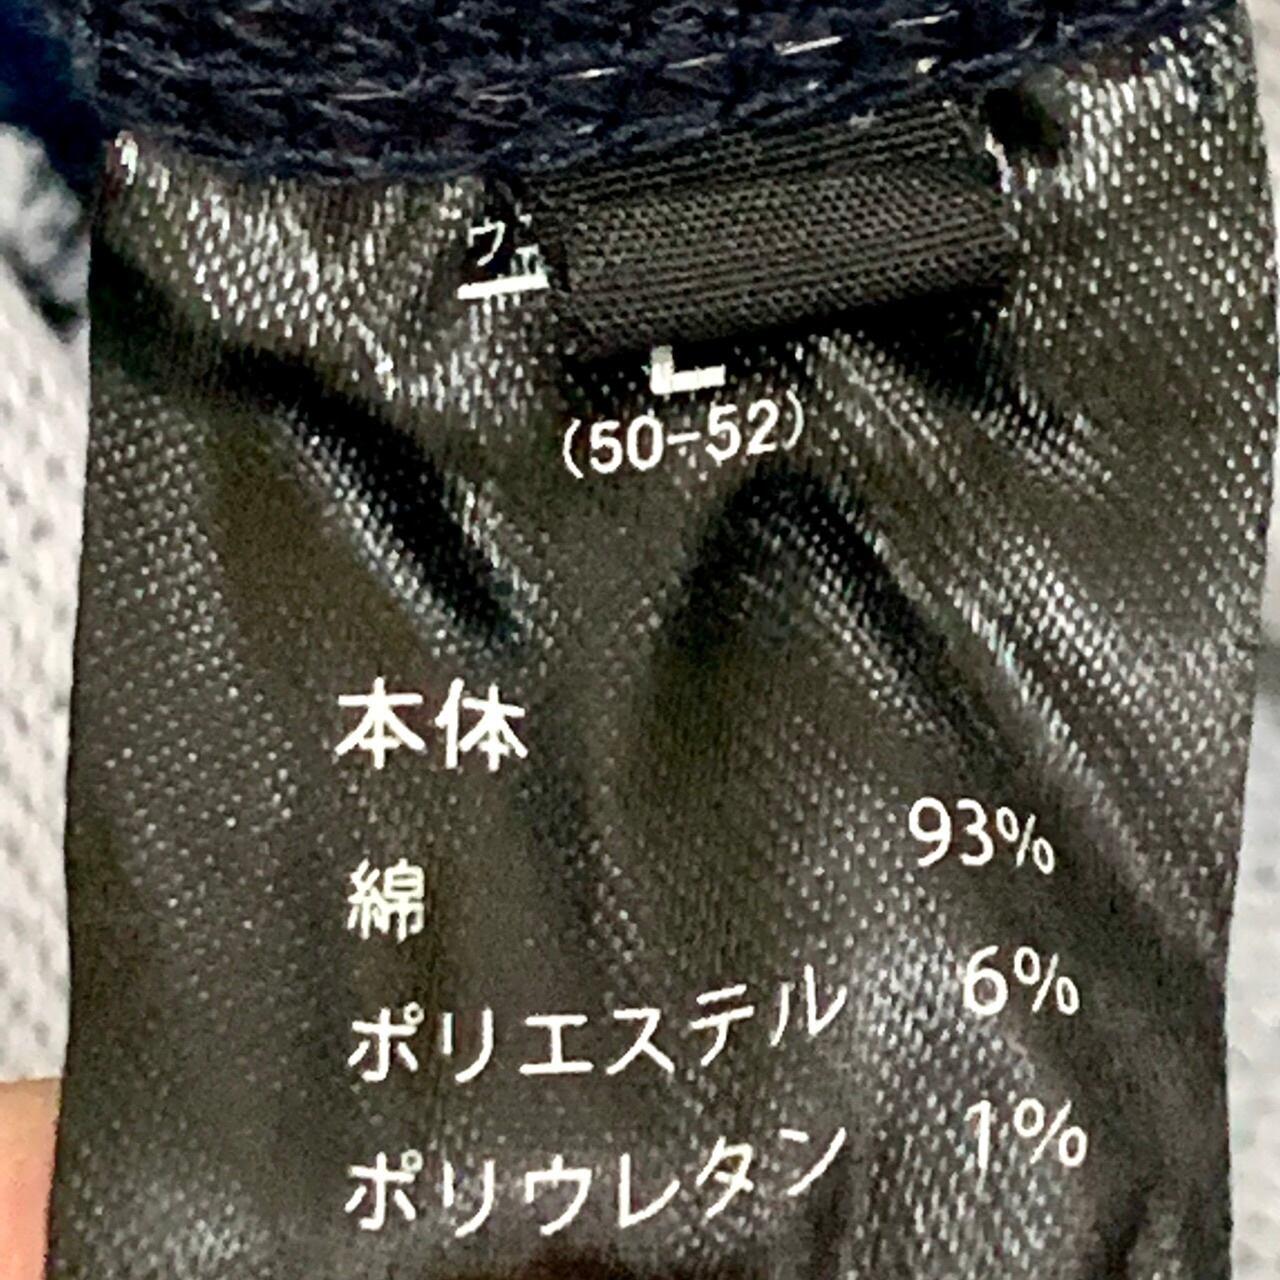 L
(50-52)
本体
綿 93%
ポリエステル 6%
ポリウレタン 1%